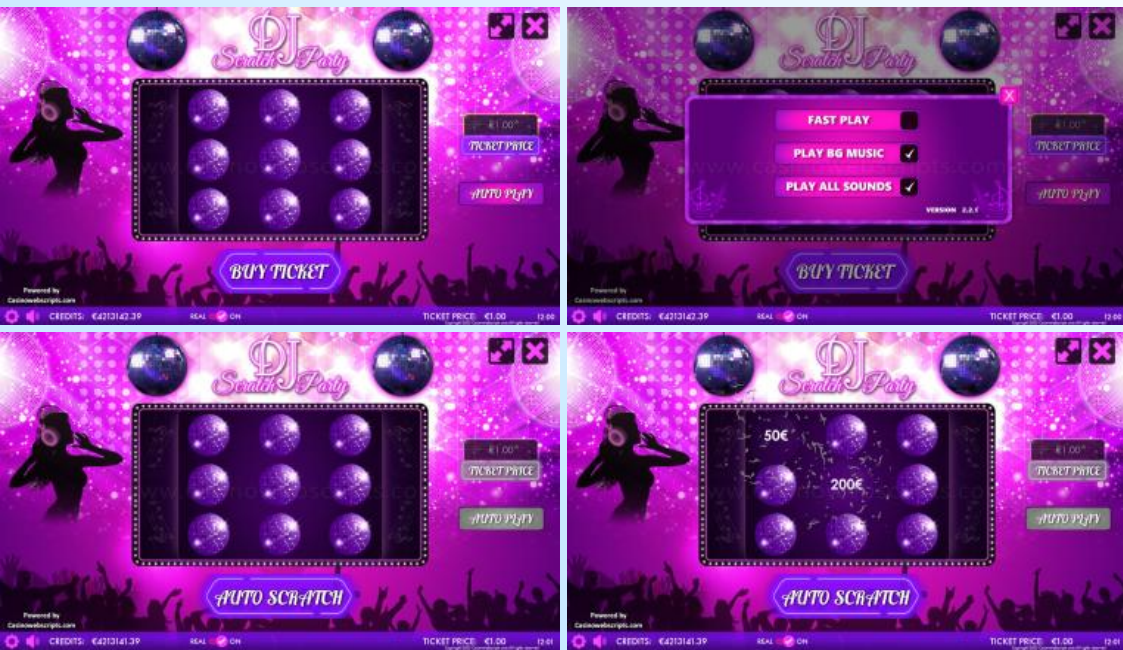 DJ
Scratch Party
€1.00
TICKET PRICE
AUTO PLAY
BUY TICKET
Powered by
Casinowebscripts.com
CREDITS: €4213142.39
REAL
ON
TICKET PRICE: €1.00
12:00
DJ
Scratch Party
X
FAST PLAY
€1.00
PLAY BG MUSIC
TICKET PRICE
PLAY ALL SOUNDS
AUTO PLAY
VERSION
BUY TICKET
Powered by
Casinowebscripts.com
CREDITS: €4213142.39
REAL
ON
TICKET PRICE: €1.00
12:00
DJ
Scratch Party
€1.00
TICKET PRICE
AUTO PLAY
AUTO SCRATCH
Powered by
Casinowebscripts.com
CREDITS: €4213141.39
REAL
ON
TICKET PRICE: €1.00
12:01
DJ
Scratch Party
50€
€1.00
TICKET PRICE
200€
AUTO PLAY
AUTO SCRATCH
Powered by
Casinowebscripts.com
CREDITS: €4213141.39
REAL
ON
TICKET PRICE: €1.00
12:01